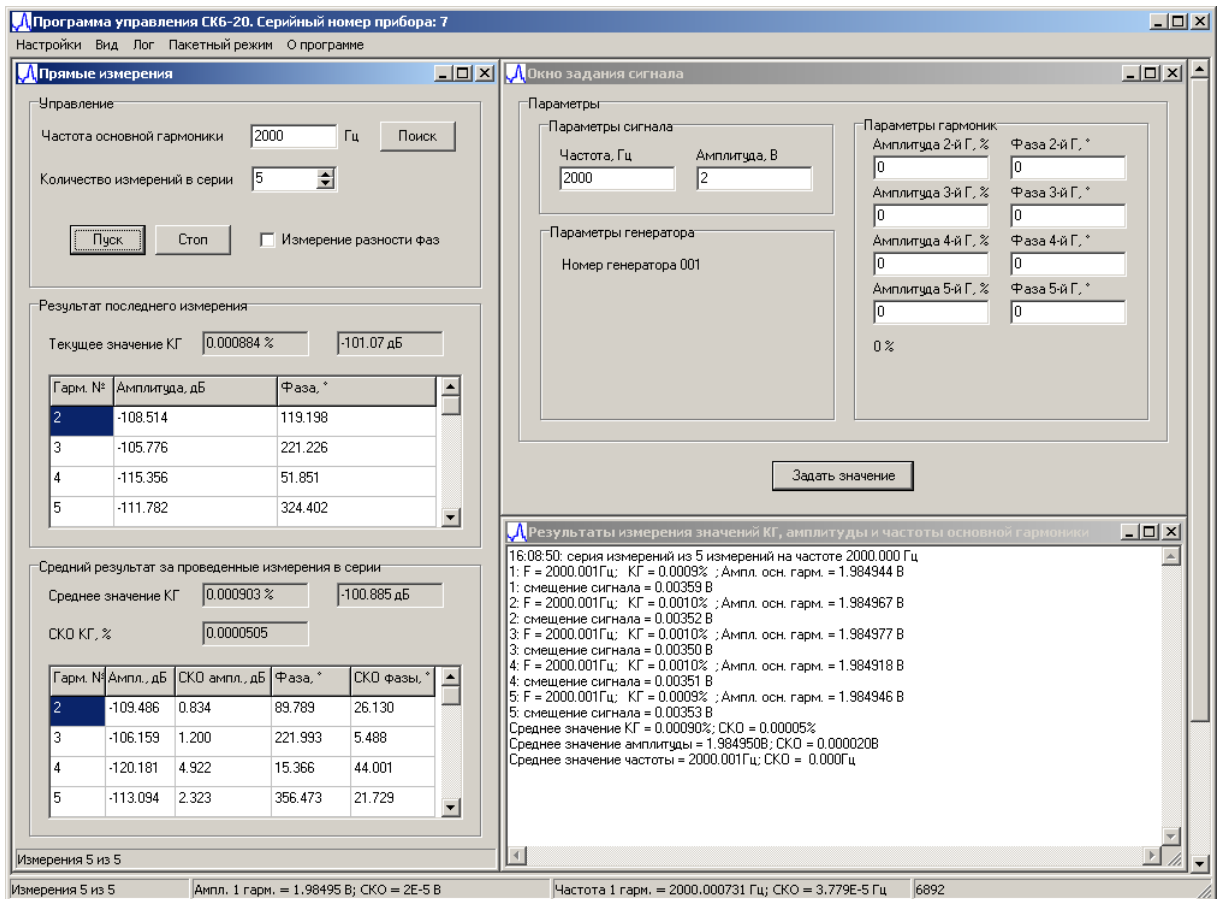 Программа управления СК6-20. Серийный номер прибора: 7
Настройки Вид Лог Пакетный режим О программе
Прямые измерения
Управление
Частота основной гармоники 2000 Гц Поиск
Количество измерений в серии 5
Пуск Стоп Измерение разности фаз
Результат последнего измерения
Текущее значение КГ 0.000884 % -101.07 дБ
Гарм. № Амплитуда, дБ Фаза, °
2 -108.514 119.198
3 -105.776 221.226
4 -115.356 51.851
5 -111.782 324.402
Средний результат за проведенные измерения в серии
Среднее значение КГ 0.000903 % -100.885 дБ
СКО КГ, % 0.0000505
Гарм. № Ампл., дБ СКО ампл., дБ Фаза, ° СКО фазы, °
2 -109.486 0.834 89.789 26.130
3 -106.159 1.200 221.993 5.488
4 -120.181 4.922 15.366 44.001
5 -113.094 2.323 356.473 21.729
Измерения 5 из 5
Окно задания сигнала
Параметры
Параметры сигнала
Частота, Гц Амплитуда, В
2000 2
Параметры генератора
Номер генератора 001
Параметры гармоник
Амплитуда 2-й Г, % Фаза 2-й Г, °
0 0
Амплитуда 3-й Г, % Фаза 3-й Г, °
0 0
Амплитуда 4-й Г, % Фаза 4-й Г, °
0 0
Амплитуда 5-й Г, % Фаза 5-й Г, °
0 0
0 %
Задать значение
Результаты измерения значений КГ, амплитуды и частоты основной гармоники
16:08:50: серия измерений из 5 измерений на частоте 2000.000 Гц
1: F = 2000.001Гц; КГ = 0.0009% ; Ампл. осн. гарм. = 1.984944 В
1: смещение сигнала = 0.00359 В
2: F = 2000.001Гц; КГ = 0.0010% ; Ампл. осн. гарм. = 1.984967 В
2: смещение сигнала = 0.00352 В
3: F = 2000.001Гц; КГ = 0.0010% ; Ампл. осн. гарм. = 1.984977 В
3: смещение сигнала = 0.00350 В
4: F = 2000.001Гц; КГ = 0.0010% ; Ампл. осн. гарм. = 1.984918 В
4: смещение сигнала = 0.00351 В
5: F = 2000.001Гц; КГ = 0.0009% ; Ампл. осн. гарм. = 1.984946 В
5: смещение сигнала = 0.00353 В
Среднее значение КГ = 0.00090%; СКО = 0.00005%
Среднее значение амплитуды = 1.984950В; СКО = 0.000020В
Среднее значение частоты = 2000.001Гц; СКО = 0.000Гц
Измерения 5 из 5 Ампл. 1 гарм. = 1.98495 В; СКО = 2E-5 В Частота 1 гарм. = 2000.000731 Гц; СКО = 3.779E-5 Гц 6892